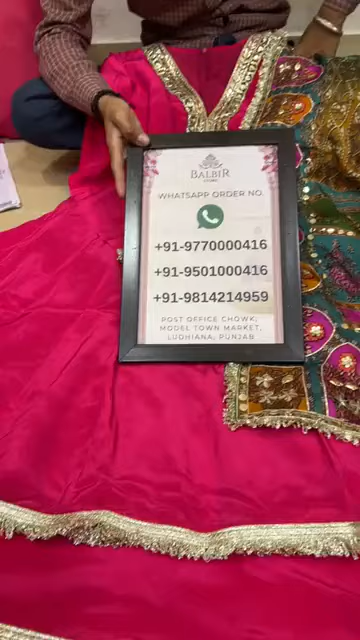 BALBIR
WHATSAPP ORDER NO.
+91-9770000416
+91-9501000416
+91-9814214959
POST OFFICE CHOWK,
MODEL TOWN MARKET,
LUDHIANA, PUNJAB